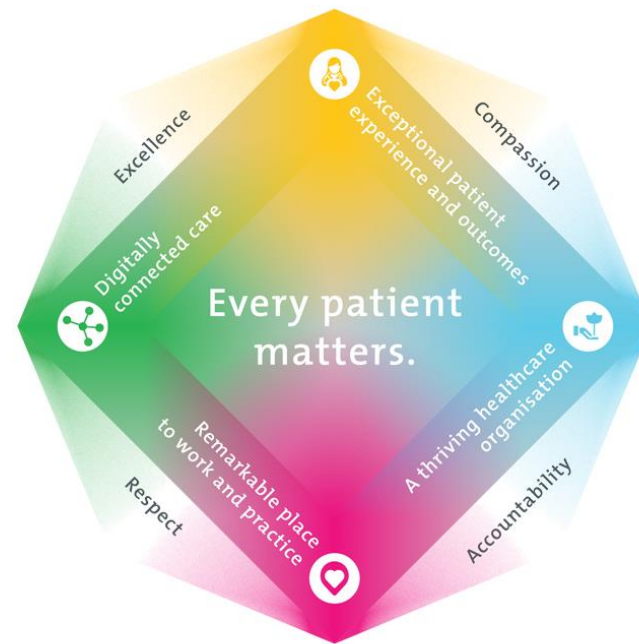 Excellence
Compassion
Exceptional patient
experience and outcomes
Digitally
connected care
Every patient
matters.
Remarkable place
to work and practice
A thriving healthcare
organisation
Respect
Accountability